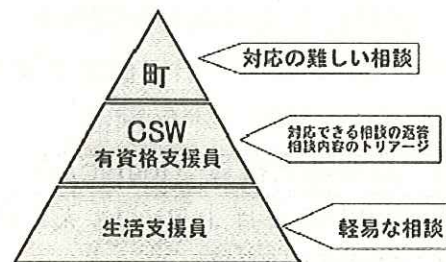 町
対応の難しい相談
CSW
有資格支援員
対応できる相談の返答
相談内容のトリアージ
生活支援員
軽易な相談